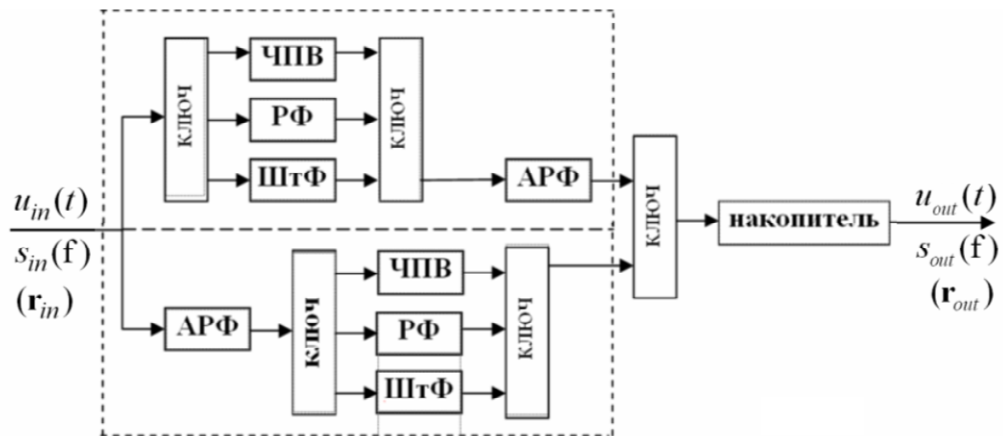 ключ
ЧПВ
РФ
ШтФ
ключ
АРФ
u_in(t)
s_in(f)
(r_in)
АРФ
ключ
ЧПВ
РФ
ШтФ
ключ
ключ
накопитель
u_out(t)
s_out(f)
(r_out)